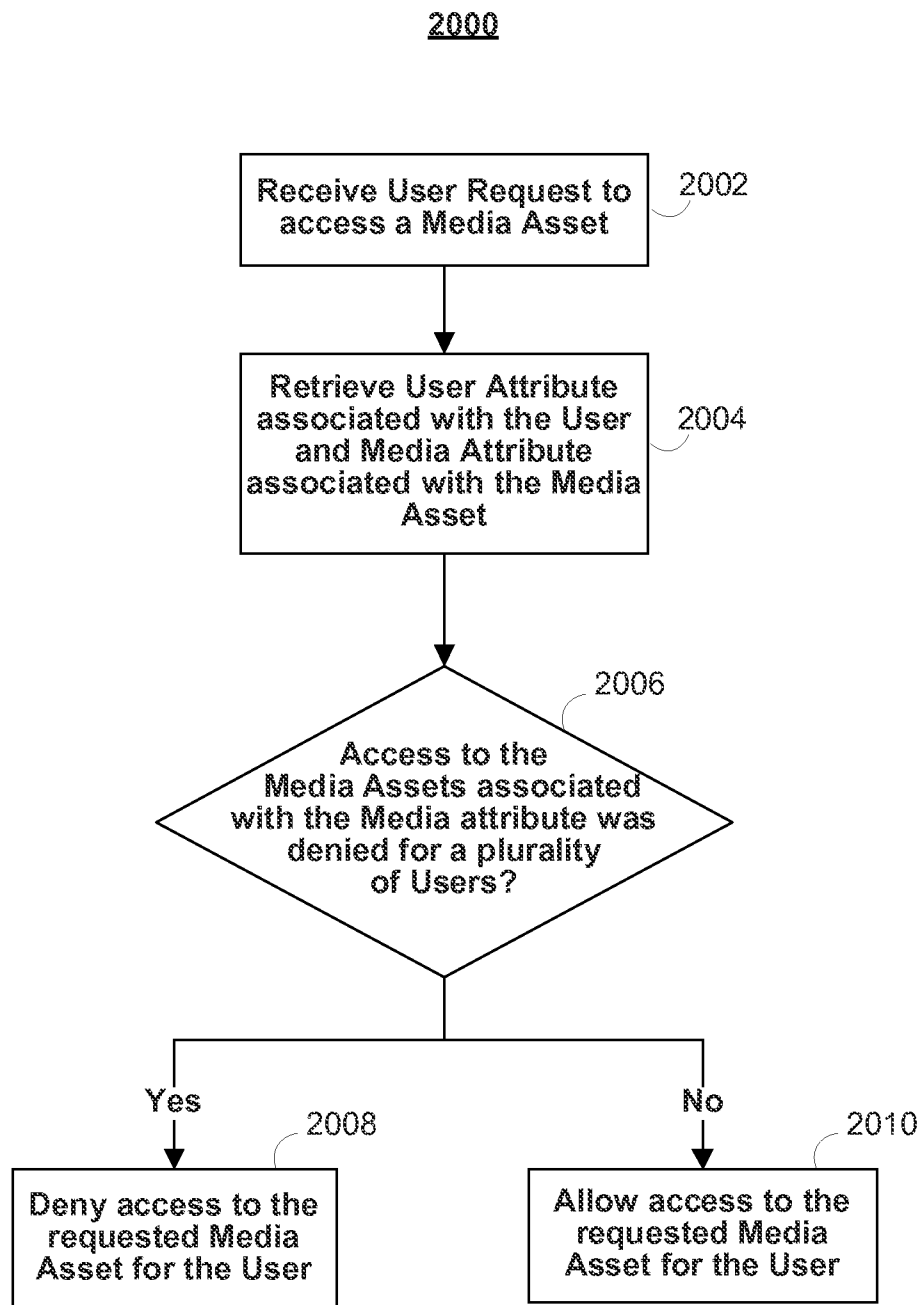 2000
Receive User Request to
access a Media Asset
2002
Retrieve User Attribute
associated with the User
and Media Attribute
associated with the Media
Asset
2004
2006
Access to the
Media Assets associated
with the Media attribute was
denied for a plurality
of Users?
Yes
No
2008
2010
Deny access to the
requested Media
Asset for the User
Allow access to the
requested Media
Asset for the User